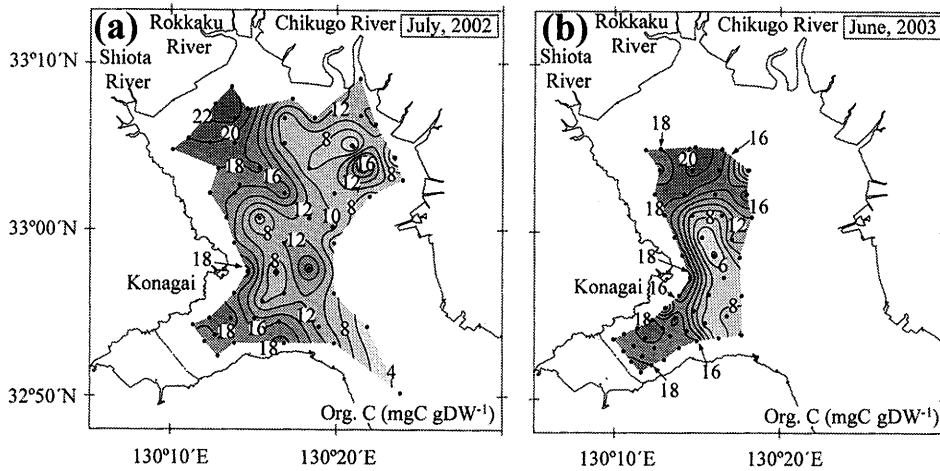 (a)
Rokkaku
River
Chikugo River
July, 2002
Shiota
River
33°10´N
33°00´N
32°50´N
22
20
18
16
12
8
16
12
8
12
10
8
8
12
18
8
Konagai
18
16
18
8
4
Org. C (mgC gDW⁻¹)
130°10´E
130°20´E
(b)
Rokkaku
River
Chikugo River
June, 2003
Shiota
River
18
16
20
18
16
8
12
18
6
Konagai
16
8
18
18
16
Org. C (mgC gDW⁻¹)
130°10´E
130°20´E